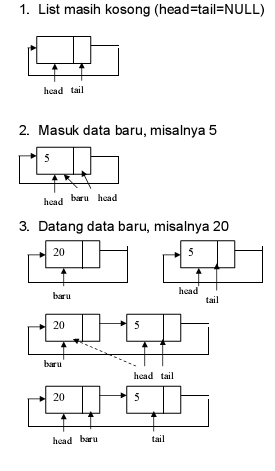 1. List masih kosong (head=tail=NULL)
head tail
2. Masuk data baru, misalnya 5
5
head baru head
3. Datang data baru, misalnya 20
20 5
baru head tail
20 5
baru head tail
20 5
head baru tail